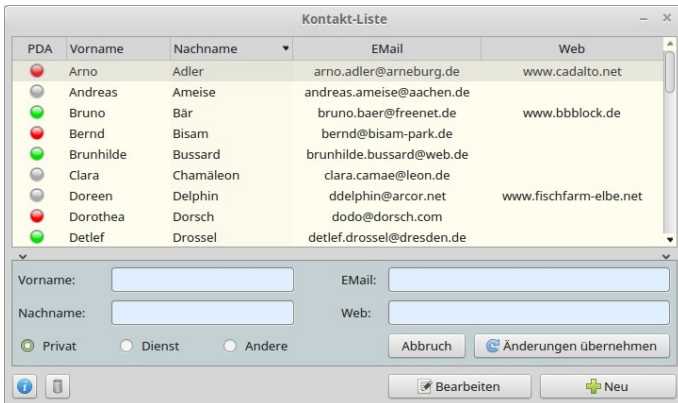 Kontakt-Liste
PDA Vorname Nachname EMail Web
Arno Adler arno.adler@arneburg.de www.cadalto.net
Andreas Ameise andreas.ameise@aachen.de
Bruno Bär bruno.baer@freenet.de www.bbblock.de
Bernd Bisam bernd@bisam-park.de
Brunhilde Bussard brunhilde.bussard@web.de
Clara Chamäleon clara.camae@leon.de
Doreen Delphin ddelphin@arcor.net www.fischfarm-elbe.net
Dorothea Dorsch dodo@dorsch.com
Detlef Drossel detlef.drossel@dresden.de
Vorname: EMail:
Nachname: Web:
Privat Dienst Andere Abbruch Änderungen übernehmen
Bearbeiten Neu